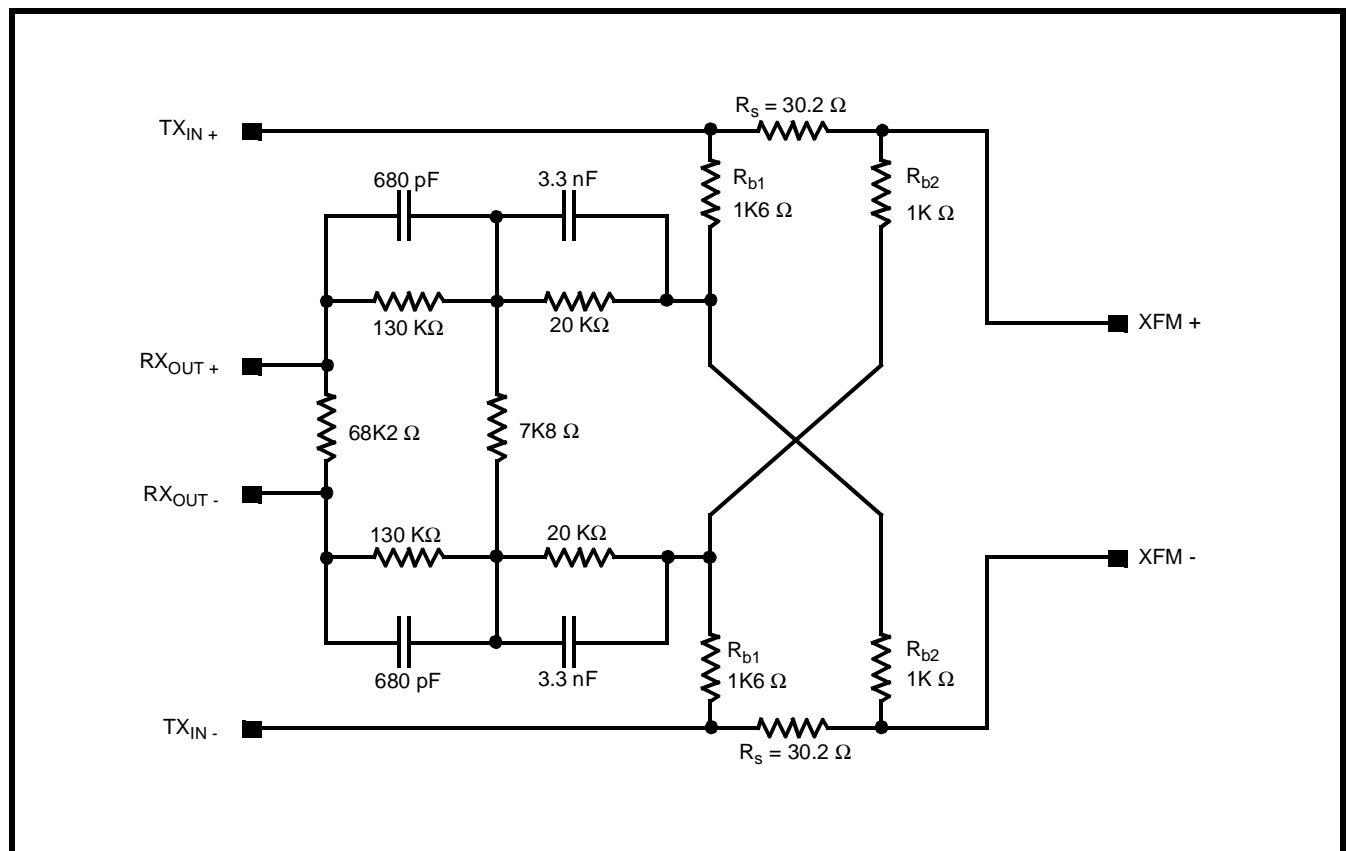 R_s = 30.2 Ω
TX_IN +
680 pF
3.3 nF
R_b1
1K6 Ω
R_b2
1K Ω
130 KΩ
20 KΩ
XFM +
RX_OUT +
68K2 Ω
7K8 Ω
RX_OUT -
130 KΩ
20 KΩ
XFM -
R_b1
1K6 Ω
R_b2
1K Ω
680 pF
3.3 nF
TX_IN -
R_s = 30.2 Ω